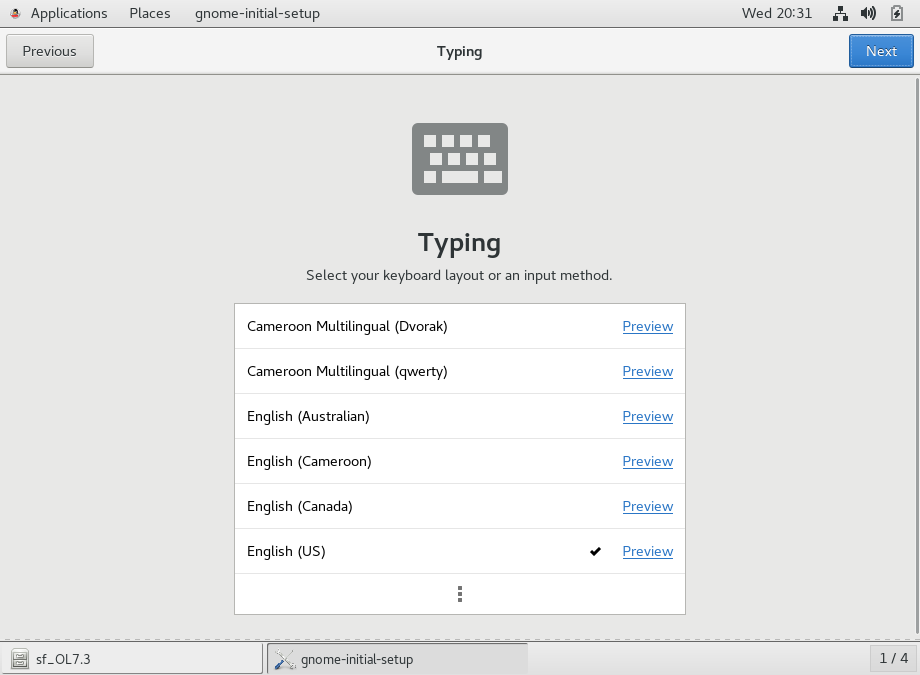 Applications Places gnome-initial-setup Wed 20:31
Previous Typing Next
Typing
Select your keyboard layout or an input method.
Cameroon Multilingual (Dvorak) Preview
Cameroon Multilingual (qwerty) Preview
English (Australian) Preview
English (Cameroon) Preview
English (Canada) Preview
English (US) Preview
sf_OL7.3 gnome-initial-setup 1 / 4